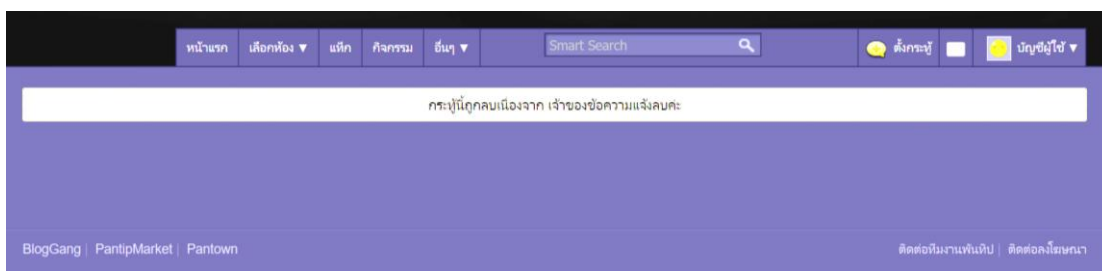 หน้าแรก เลือกห้อง ▼ แท็ก กิจกรรม อื่นๆ ▼ Smart Search ตั้งกระทู้ บัญชีผู้ใช้ ▼
กระทู้นี้ถูกลบเนื่องจาก เจ้าของข้อความแจ้งลบค่ะ
BlogGang | PantipMarket | Pantown ติดต่อทีมงานพันทิป | ติดต่อลงโฆษณา